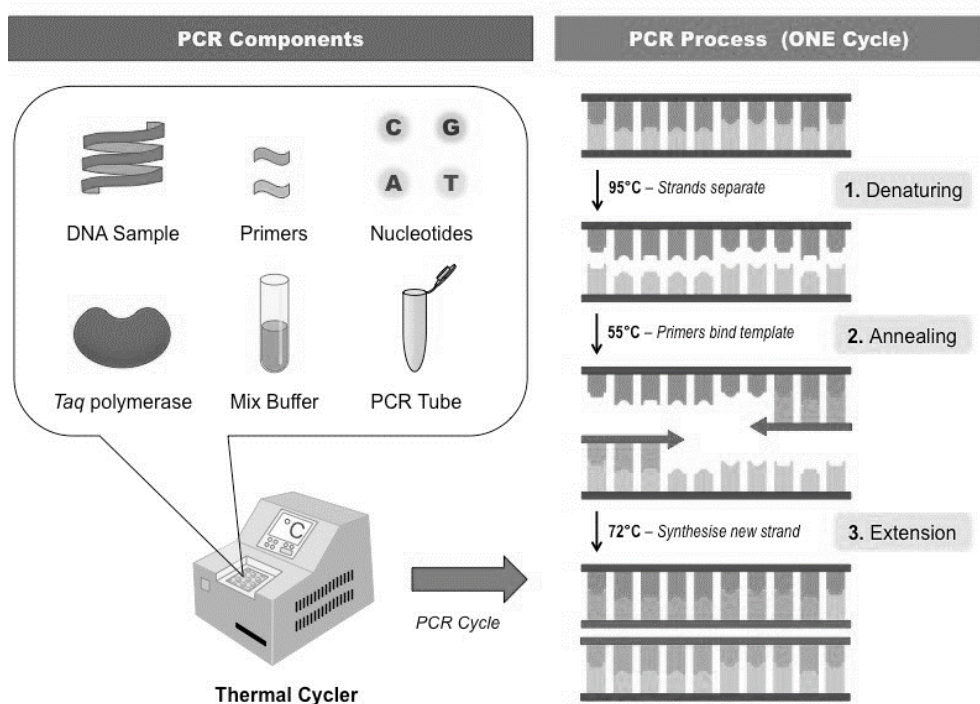 PCR Components
PCR Process (ONE Cycle)
C G
A T
DNA Sample Primers Nucleotides
Taq polymerase Mix Buffer PCR Tube
°C
Thermal Cycler
PCR Cycle
95°C – Strands separate
1. Denaturing
55°C – Primers bind template
2. Annealing
72°C – Synthesise new strand
3. Extension